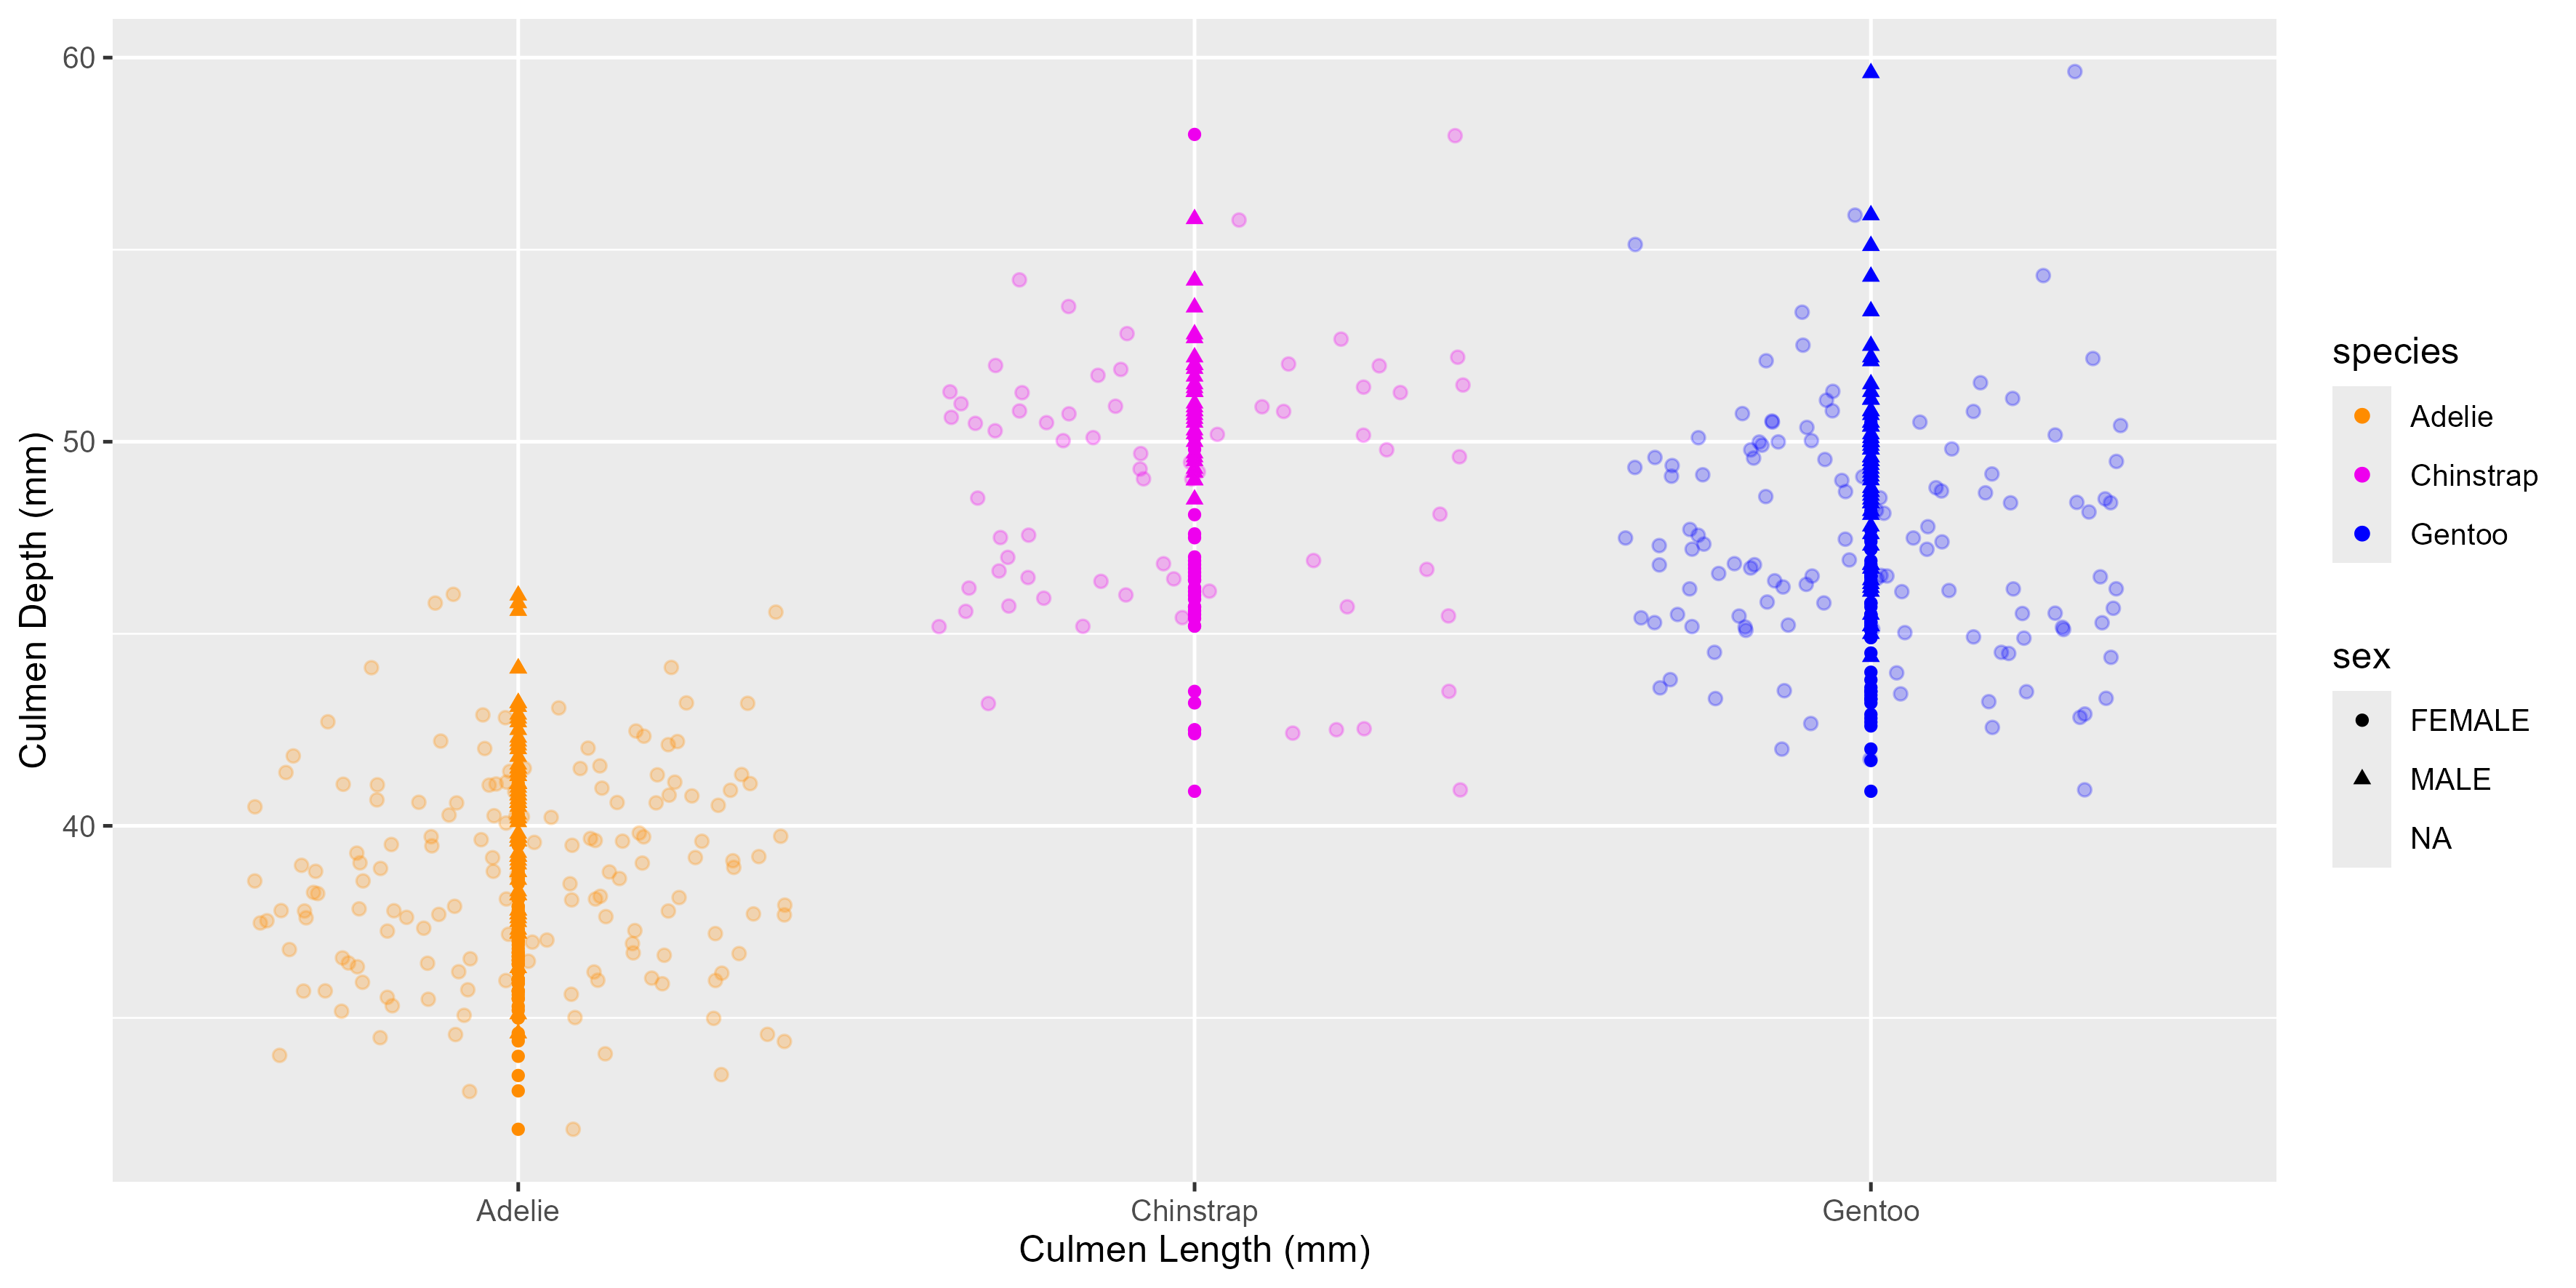 60
50
40
Culmen Depth (mm)
Adelie
Chinstrap
Gentoo
Culmen Length (mm)
species
Adelie
Chinstrap
Gentoo
sex
FEMALE
MALE
NA